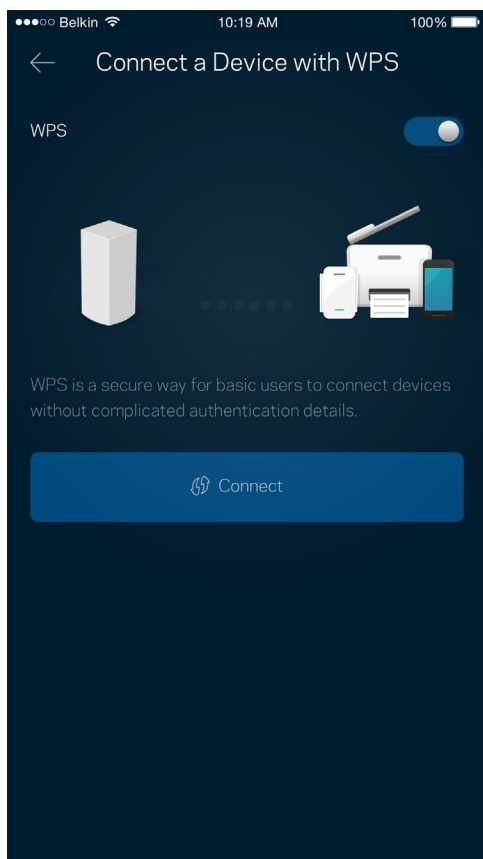 Belkin 10:19 AM 100%
Connect a Device with WPS
WPS
WPS is a secure way for basic users to connect devices
without complicated authentication details.
Connect